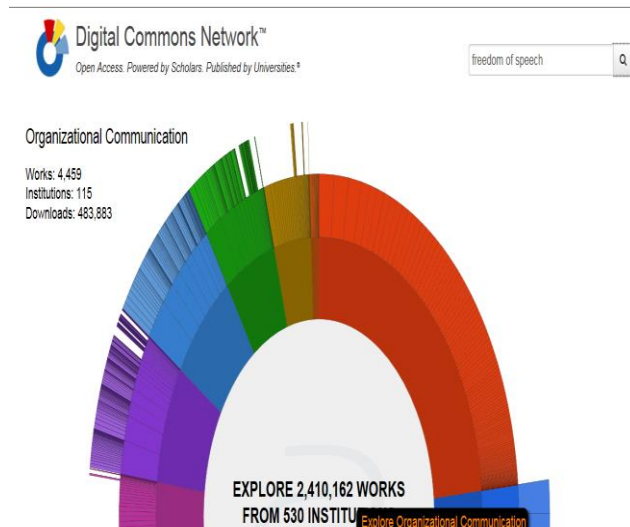 Digital Commons Network™
Open Access. Powered by Scholars. Published by Universities.®
freedom of speech
Organizational Communication
Works: 4,459
Institutions: 115
Downloads: 483,883
EXPLORE 2,410,162 WORKS
FROM 530 INSTITU
Explore Organizational Communication